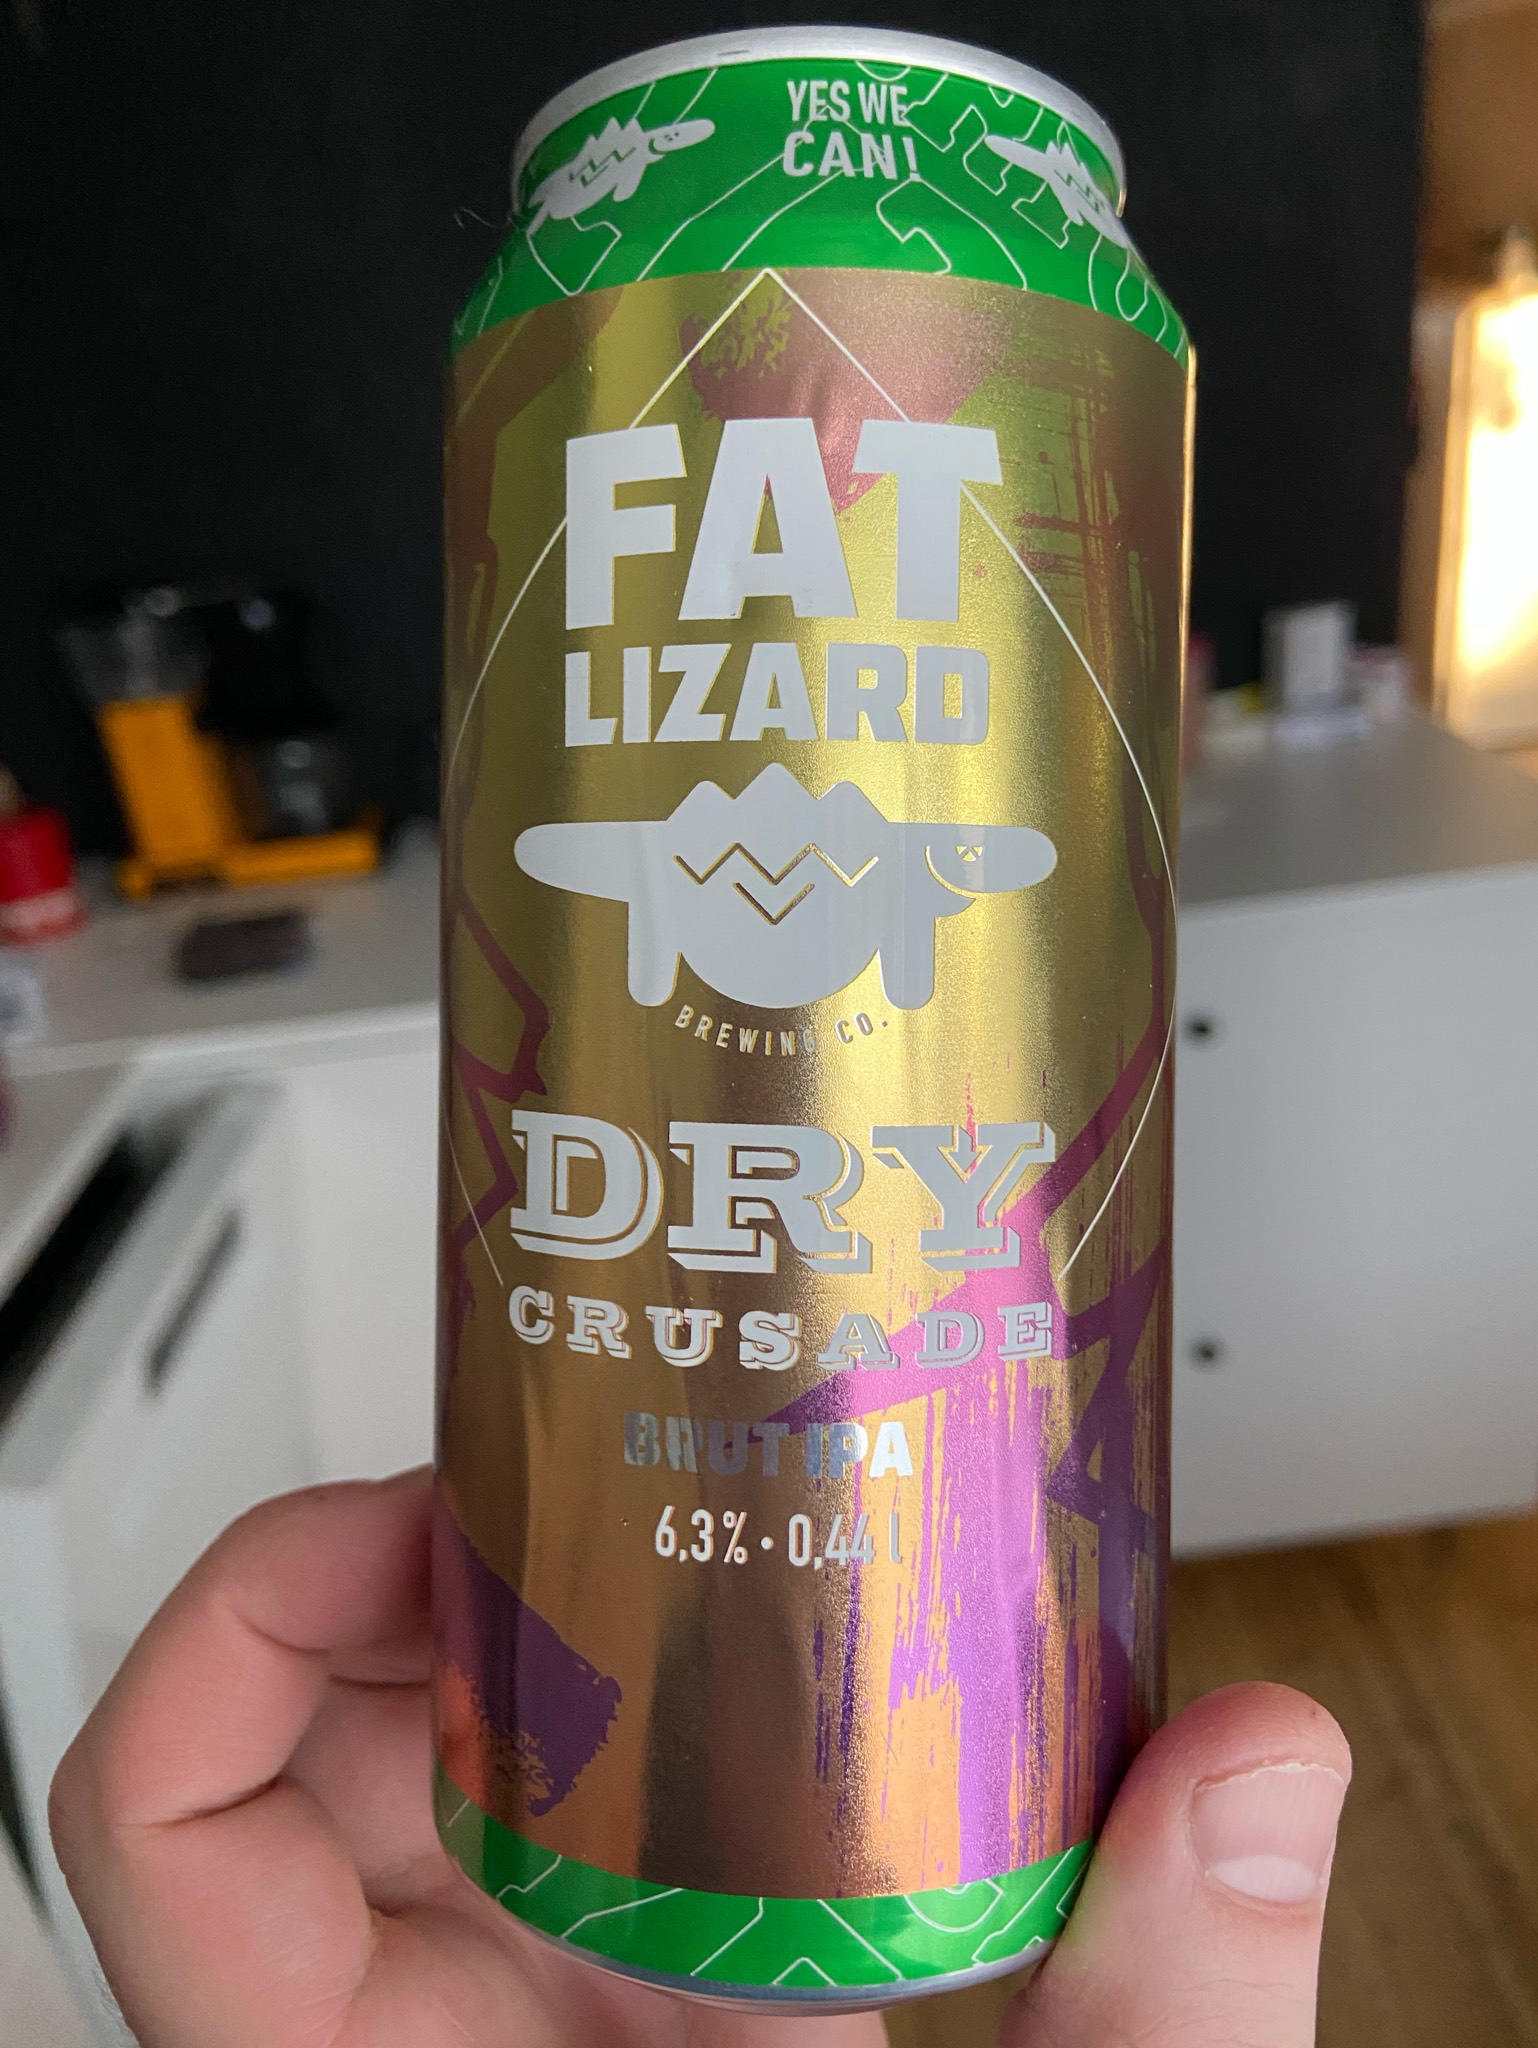 YES WE
CAN!
FAT
LIZARD
BREWING CO.
DRY
CRUSADE
BRUT IPA
6,3% • 0,44 l